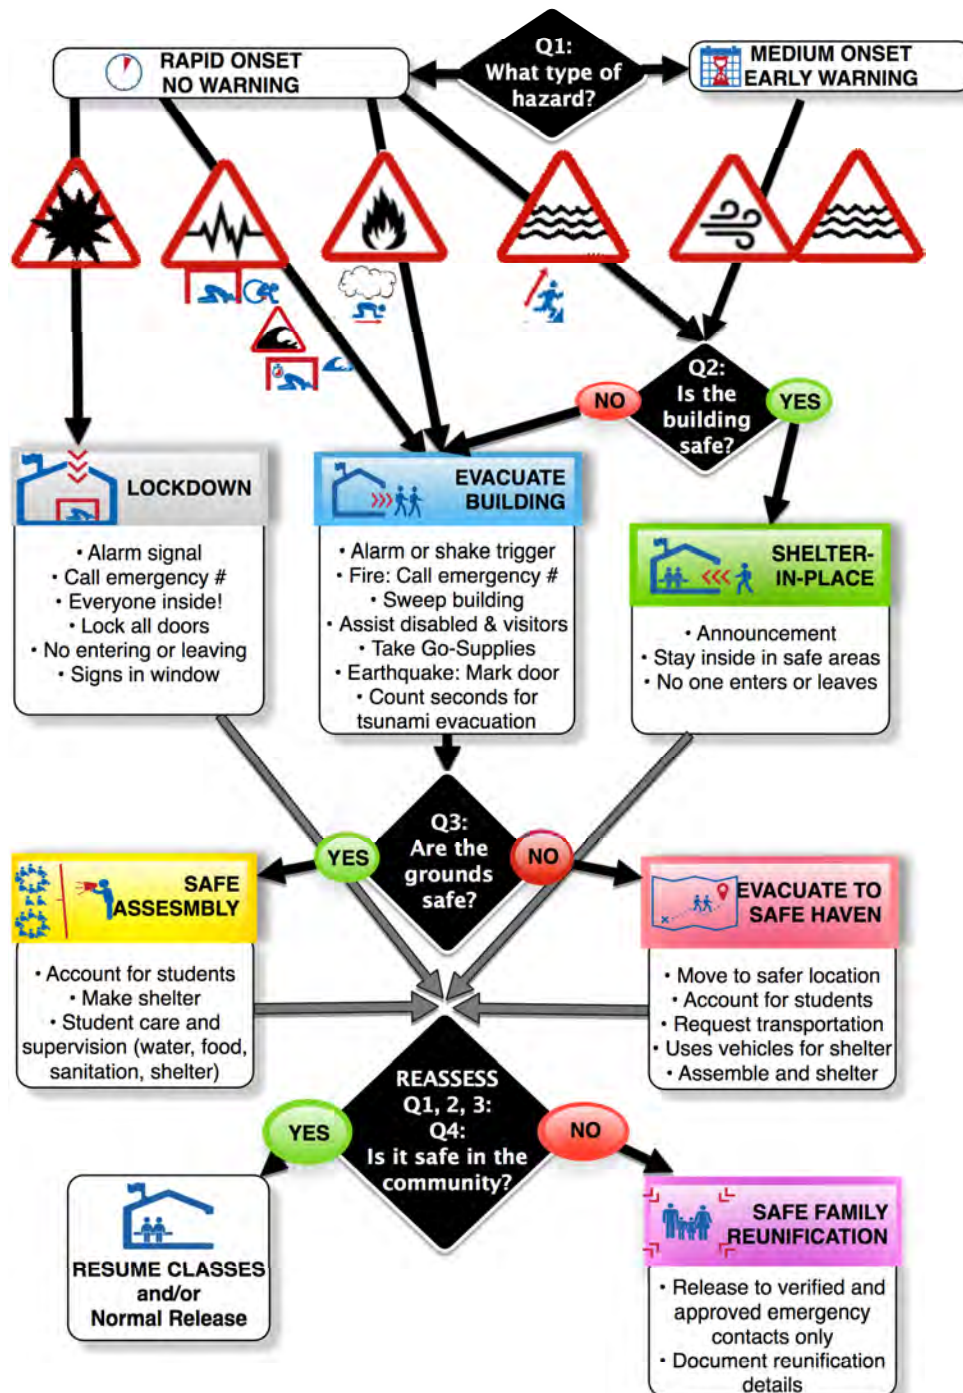 Q1:
What type of
hazard?
RAPID ONSET
NO WARNING
MEDIUM ONSET
EARLY WARNING
Q2:
Is the
building
safe?
NO
YES
LOCKDOWN
• Alarm signal
• Call emergency #
• Everyone inside!
• Lock all doors
• No entering or leaving
• Signs in window
EVACUATE
BUILDING
• Alarm or shake trigger
• Fire: Call emergency #
• Sweep building
• Assist disabled & visitors
• Take Go-Supplies
• Earthquake: Mark door
• Count seconds for
tsunami evacuation
SHELTER-
IN-PLACE
• Announcement
• Stay inside in safe areas
• No one enters or leaves
Q3:
Are the
grounds
safe?
YES
NO
SAFE
ASSESMBLY
• Account for students
• Make shelter
• Student care and
supervision (water, food,
sanitation, shelter)
EVACUATE TO
SAFE HAVEN
• Move to safer location
• Account for students
• Request transportation
• Uses vehicles for shelter
• Assemble and shelter
REASSESS
Q1, 2, 3:
Q4:
Is it safe in the
community?
YES
NO
RESUME CLASSES
and/or
Normal Release
SAFE FAMILY
REUNIFICATION
• Release to verified and
approved emergency
contacts only
• Document reunification
details